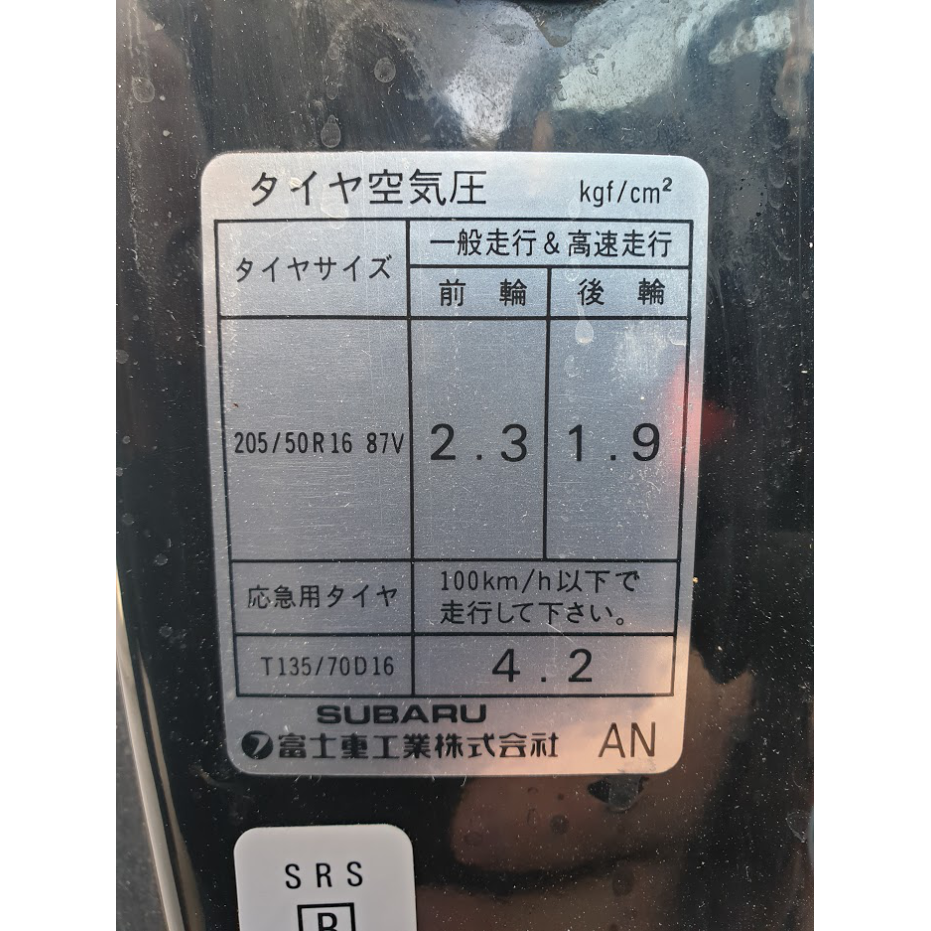 タイヤ空気圧 kgf/cm²
タイヤサイズ
一般走行&高速走行
前輪 後輪
205/50R16 87V 2.3 1.9
応急用タイヤ
100km/h以下で
走行して下さい。
T135/70D16 4.2
SUBARU
富士重工業株式会社 AN
SRS